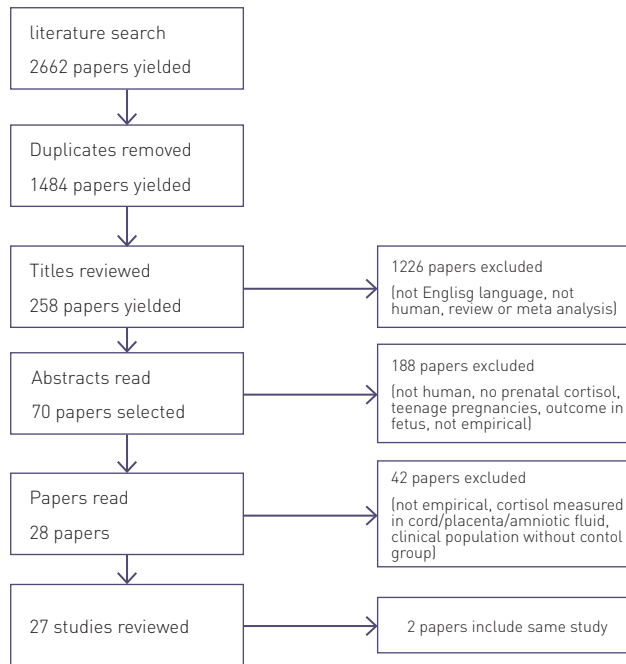 literature search
2662 papers yielded
Duplicates removed
1484 papers yielded
Titles reviewed
258 papers yielded
1226 papers excluded
(not Englisg language, not
human, review or meta analysis)
Abstracts read
70 papers selected
188 papers excluded
(not human, no prenatal cortisol,
teenage pregnancies, outcome in
fetus, not empirical)
Papers read
28 papers
42 papers excluded
(not empirical, cortisol measured
in cord/placenta/amniotic fluid,
clinical population without contol
group)
27 studies reviewed
2 papers include same study